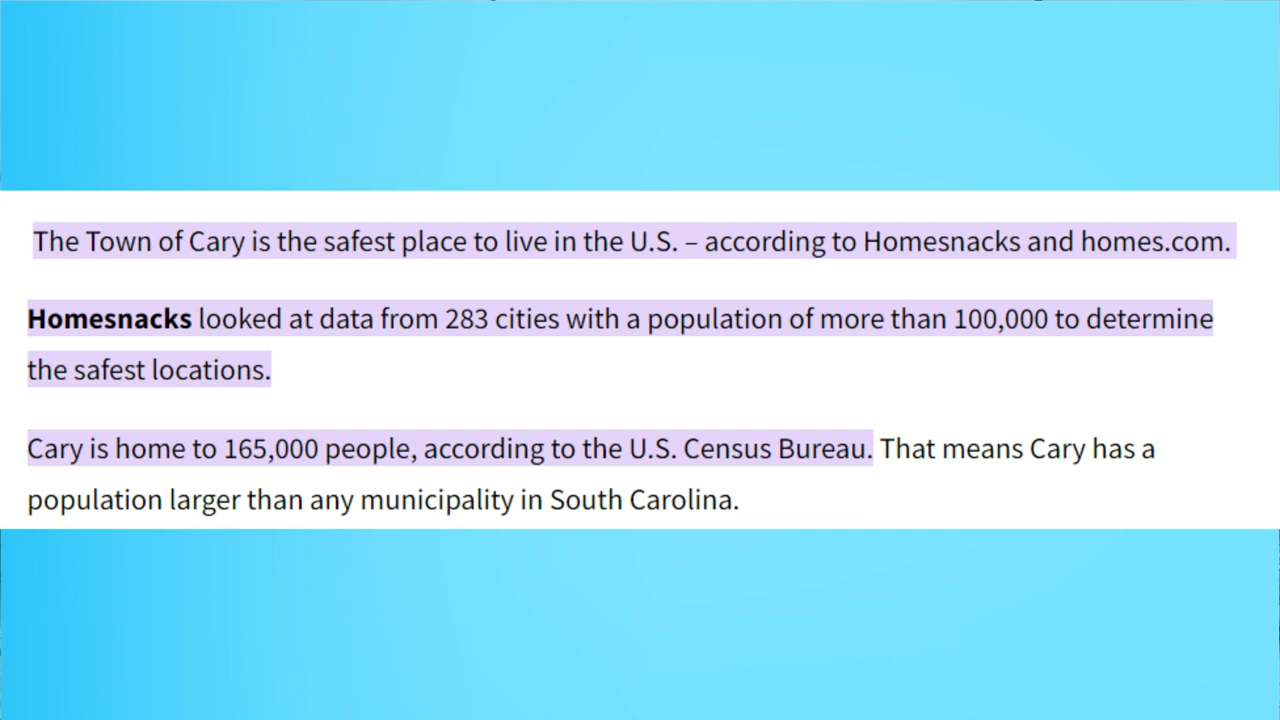 The Town of Cary is the safest place to live in the U.S. – according to Homesnacks and homes.com.
Homesnacks looked at data from 283 cities with a population of more than 100,000 to determine
the safest locations.
Cary is home to 165,000 people, according to the U.S. Census Bureau. That means Cary has a
population larger than any municipality in South Carolina.